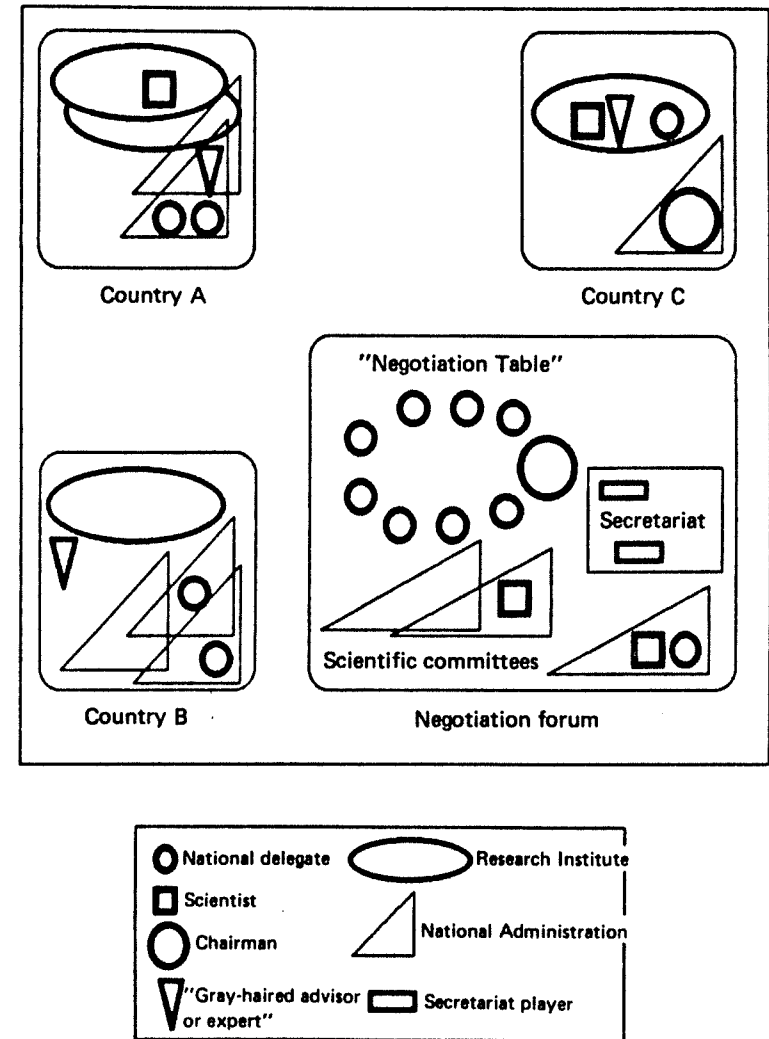 Country A
Country C
"Negotiation Table"
Secretariat
Scientific committees
Country B
Negotiation forum
National delegate
Research Institute
Scientist
National Administration
Chairman
"Gray-haired advisor
or expert"
Secretariat player